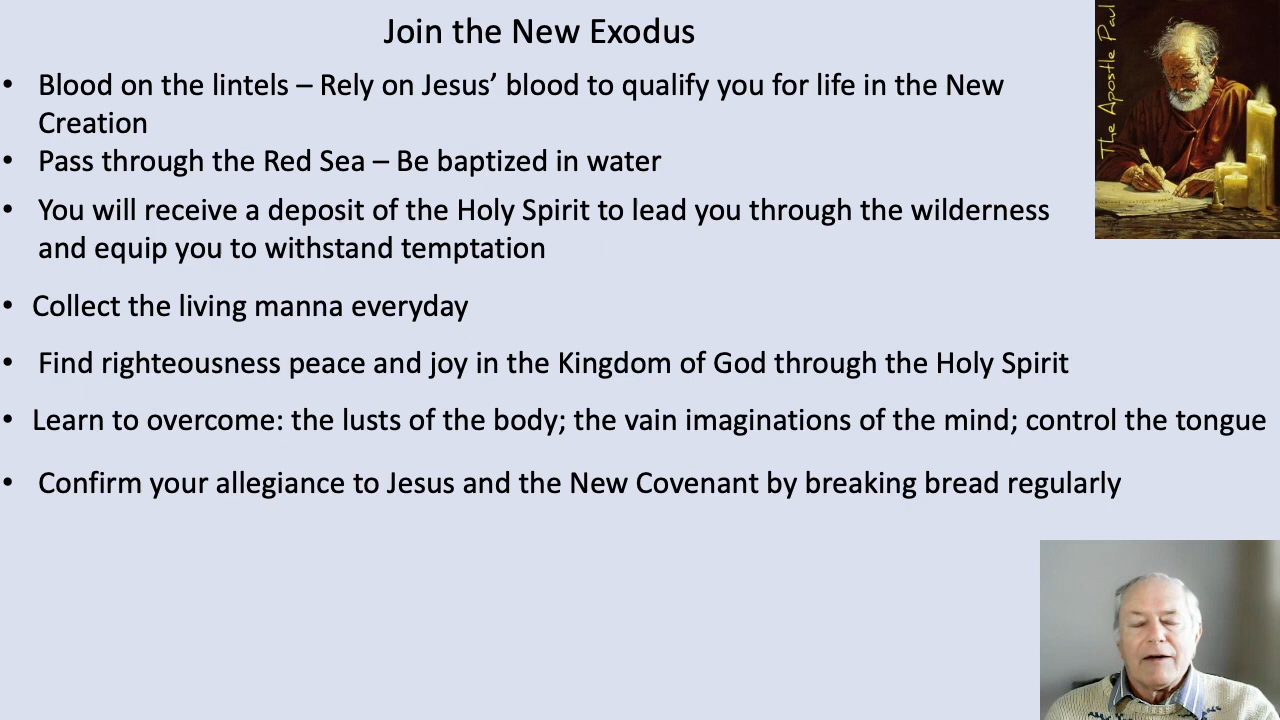 Join the New Exodus
• Blood on the lintels – Rely on Jesus’ blood to qualify you for life in the New
Creation
• Pass through the Red Sea – Be baptized in water
• You will receive a deposit of the Holy Spirit to lead you through the wilderness
and equip you to withstand temptation
• Collect the living manna everyday
• Find righteousness peace and joy in the Kingdom of God through the Holy Spirit
• Learn to overcome: the lusts of the body; the vain imaginations of the mind; control the tongue
• Confirm your allegiance to Jesus and the New Covenant by breaking bread regularly
The Apostle Paul